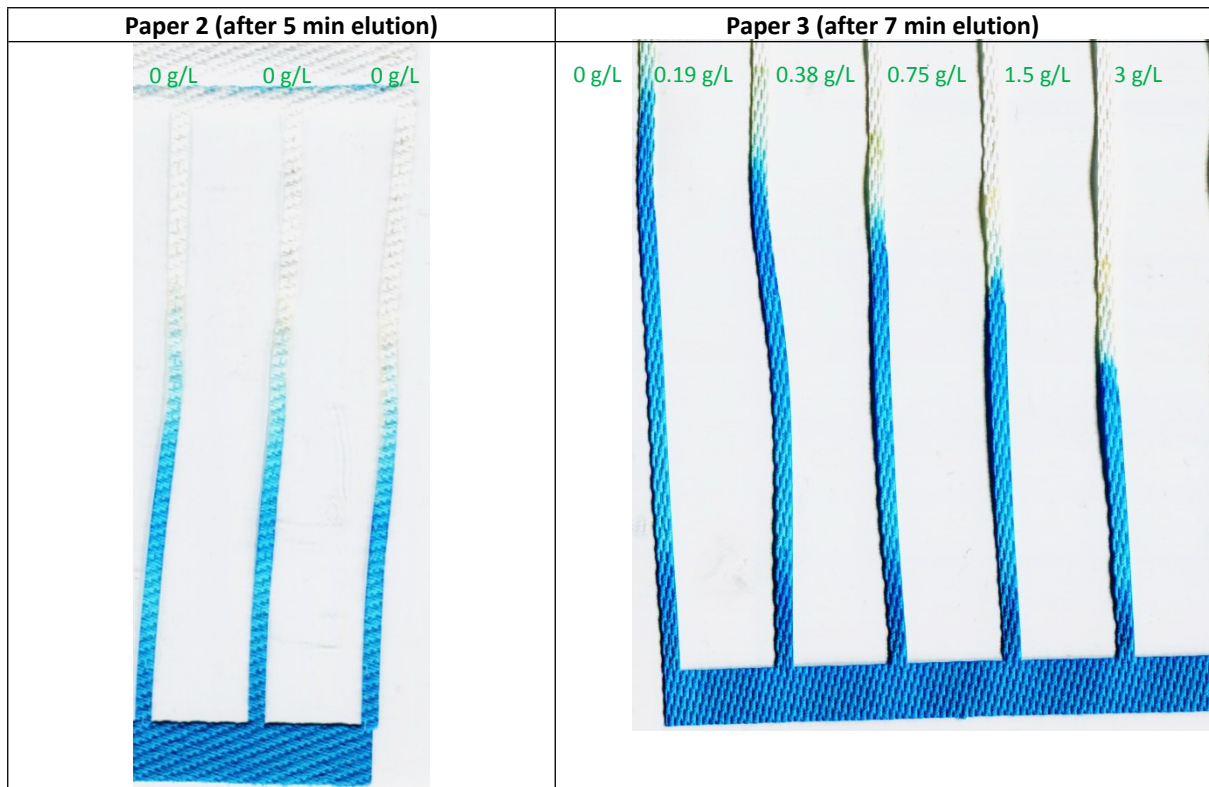 Paper 2 (after 5 min elution)
Paper 3 (after 7 min elution)
0 g/L 0 g/L 0 g/L
0 g/L 0.19 g/L 0.38 g/L 0.75 g/L 1.5 g/L 3 g/L